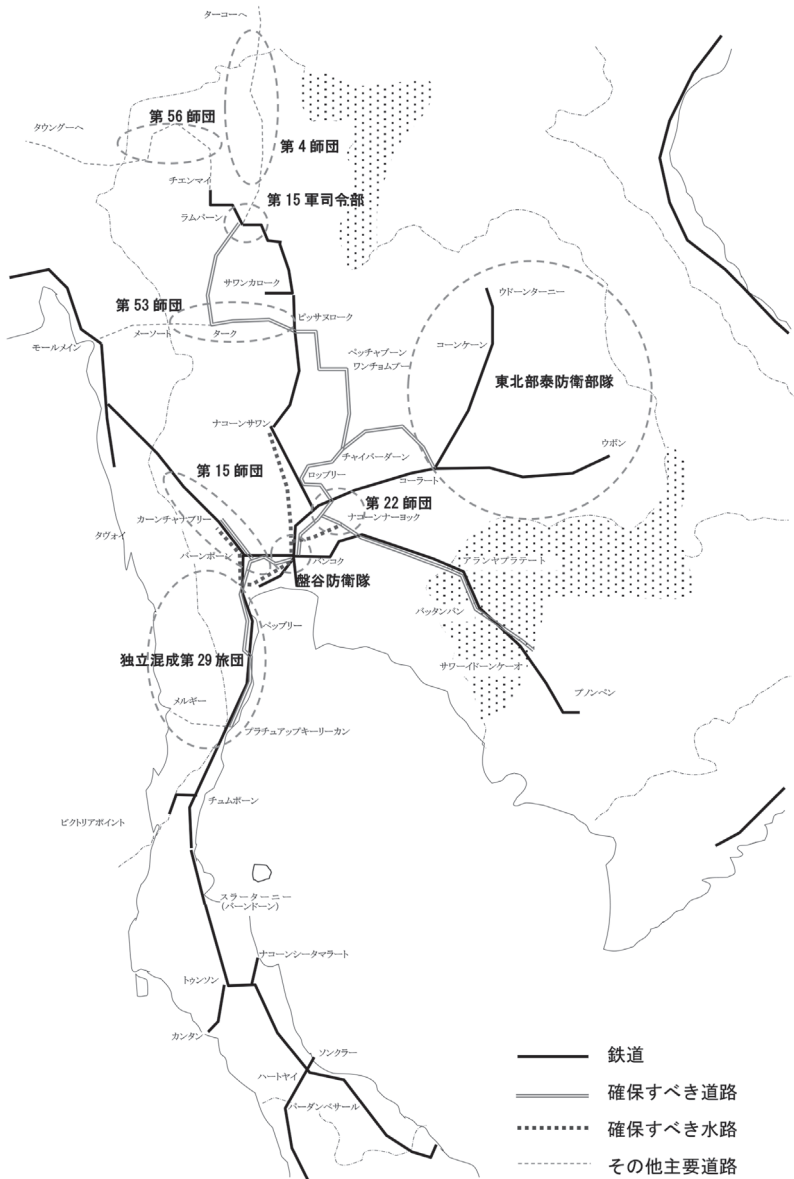 ターコーへ
第56師団
タウングーへ
第4師団
チエンマイ
第15軍司令部
ラムパーン
サワンカローク
ウドーンターニー
第53師団
ピッサヌローク
メーソート
ターク
コーンケーン
モールメイン
ペッチャブーン
ワンチョムプー
東北部泰防衛部隊
ナコーンサワン
ウボン
チャイバーダーン
第15師団
ロップリー
コーラート
第22師団
カーンチャナブリー
ナコーンナーヨック
タヴォイ
バーンポーン
バンコク
アランヤプラテート
盤谷防衛隊
バッタンバン
ペッブリー
独立混成第29旅団
サワーイドーンケーオ
メルギー
プノンペン
プラチュアップキーリーカン
チュムポーン
ビクトリアポイント
スラーターニー
(バーンドーン)
ナコーンシータマラート
トゥンソン
カンタン
ソンクラー
ハートヤイ
パーダンベサール
鉄道
確保すべき道路
確保すべき水路
その他主要道路